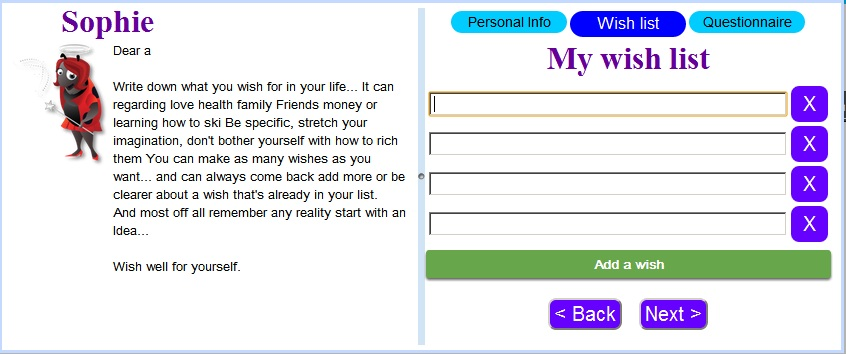 Sophie
Dear a
Write down what you wish for in your life... It can
regarding love health family Friends money or
learning how to ski Be specific, stretch your
imagination, don't bother yourself with how to rich
them You can make as many wishes as you
want... and can always come back add more or be
clearer about a wish that's already in your list.
And most off all remember any reality start with an
Idea...
Wish well for yourself.
Personal Info
Wish list
Questionnaire
My wish list
X
X
X
X
Add a wish
< Back
Next >